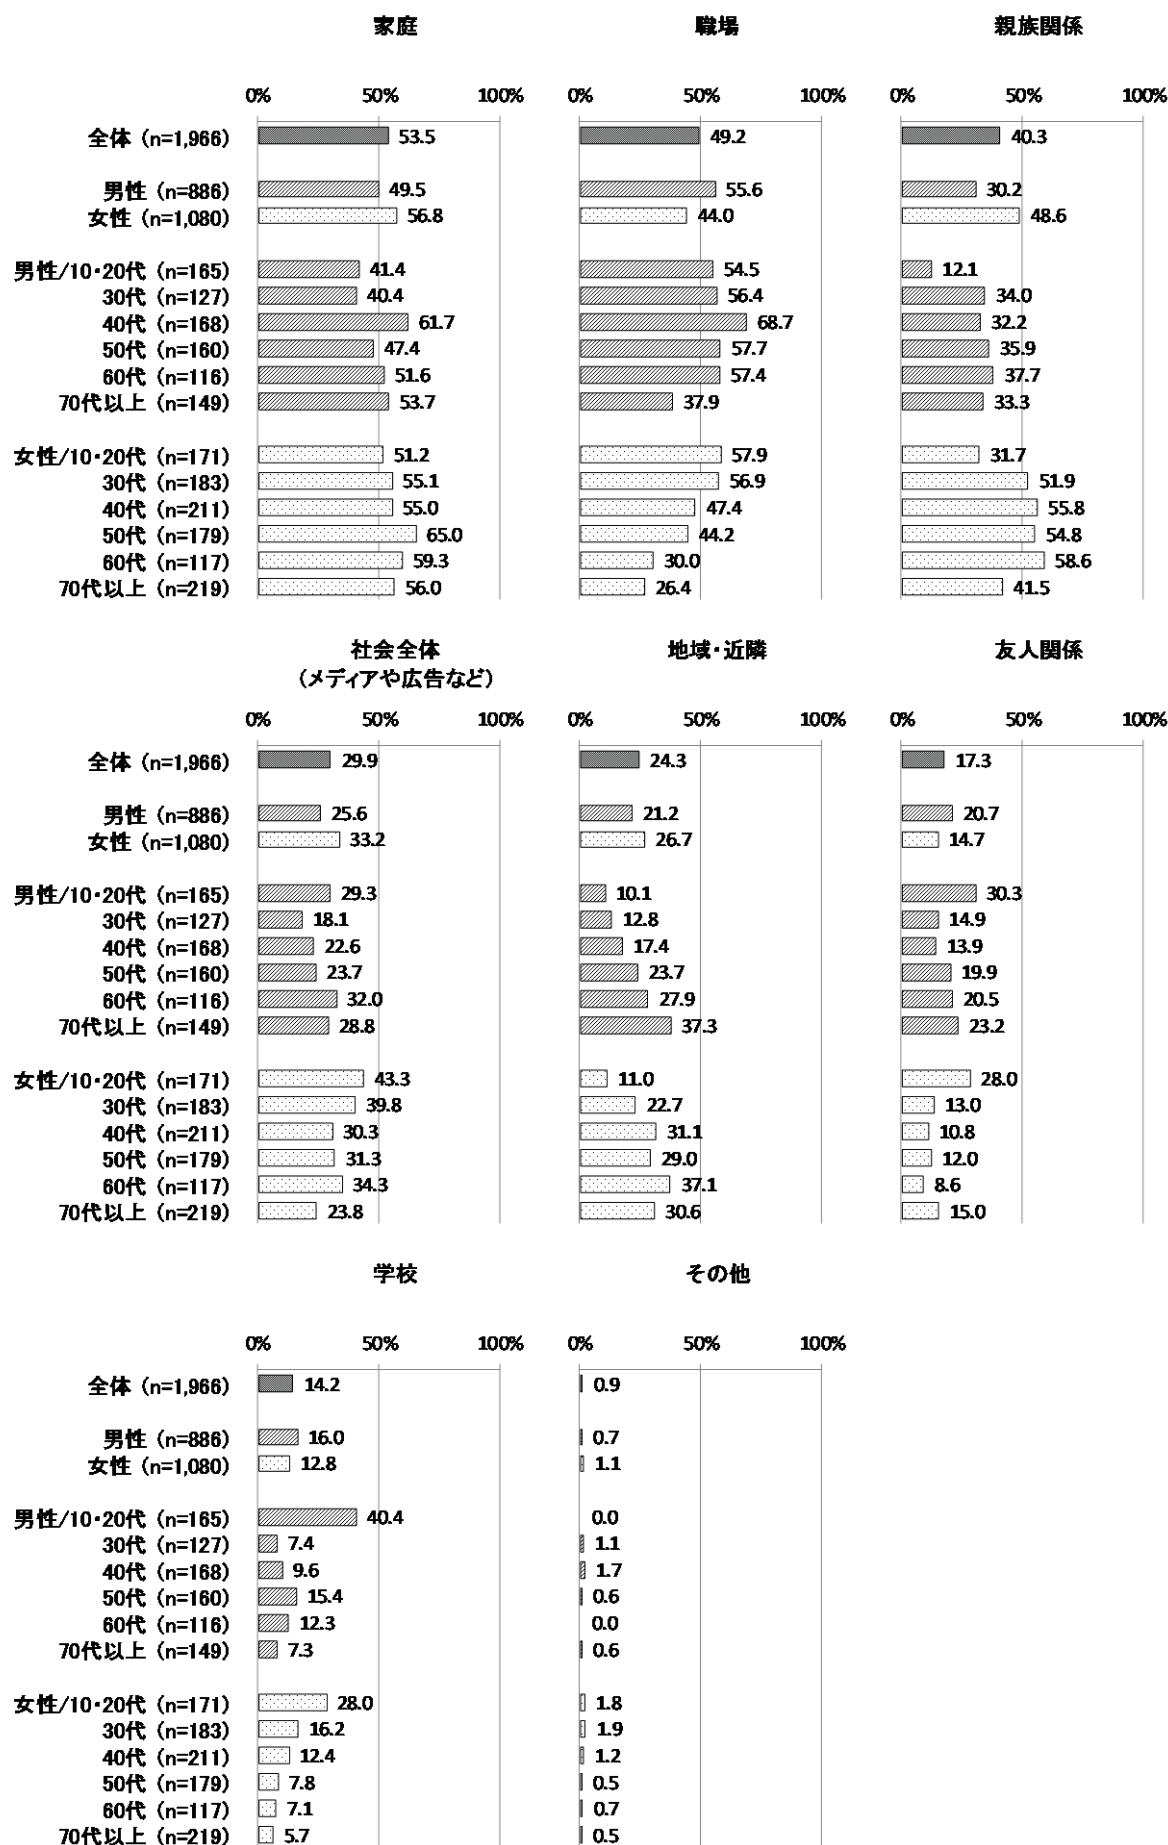 家庭 職場 親族関係
0% 50% 100% 0% 50% 100% 0% 50% 100%
全体 (n=1,966) 53.5 49.2 40.3
男性 (n=886) 49.5 55.6 30.2
女性 (n=1,080) 56.8 44.0 48.6
男性/10・20代 (n=165) 41.4 54.5 12.1
30代 (n=127) 40.4 56.4 34.0
40代 (n=168) 61.7 68.7 32.2
50代 (n=160) 47.4 57.7 35.9
60代 (n=116) 51.6 57.4 37.7
70代以上 (n=149) 53.7 37.9 33.3
女性/10・20代 (n=171) 51.2 57.9 31.7
30代 (n=183) 55.1 56.9 51.9
40代 (n=211) 55.0 47.4 55.8
50代 (n=179) 65.0 44.2 54.8
60代 (n=117) 59.3 30.0 58.6
70代以上 (n=219) 56.0 26.4 41.5
社会全体 地域・近隣 友人関係
(メディアや広告など)
0% 50% 100% 0% 50% 100% 0% 50% 100%
全体 (n=1,966) 29.9 24.3 17.3
男性 (n=886) 25.6 21.2 20.7
女性 (n=1,080) 33.2 26.7 14.7
男性/10・20代 (n=165) 29.3 10.1 30.3
30代 (n=127) 18.1 12.8 14.9
40代 (n=168) 22.6 17.4 13.9
50代 (n=160) 23.7 23.7 19.9
60代 (n=116) 32.0 27.9 20.5
70代以上 (n=149) 28.8 37.3 23.2
女性/10・20代 (n=171) 43.3 11.0 28.0
30代 (n=183) 39.8 22.7 13.0
40代 (n=211) 30.3 31.1 10.8
50代 (n=179) 31.3 29.0 12.0
60代 (n=117) 34.3 37.1 8.6
70代以上 (n=219) 23.8 30.6 15.0
学校 その他
0% 50% 100% 0% 50% 100%
全体 (n=1,966) 14.2 0.9
男性 (n=886) 16.0 0.7
女性 (n=1,080) 12.8 1.1
男性/10・20代 (n=165) 40.4 0.0
30代 (n=127) 7.4 1.1
40代 (n=168) 9.6 1.7
50代 (n=160) 15.4 0.6
60代 (n=116) 12.3 0.0
70代以上 (n=149) 7.3 0.6
女性/10・20代 (n=171) 28.0 1.8
30代 (n=183) 16.2 1.9
40代 (n=211) 12.4 1.2
50代 (n=179) 7.8 0.5
60代 (n=117) 7.1 0.7
70代以上 (n=219) 5.7 0.5